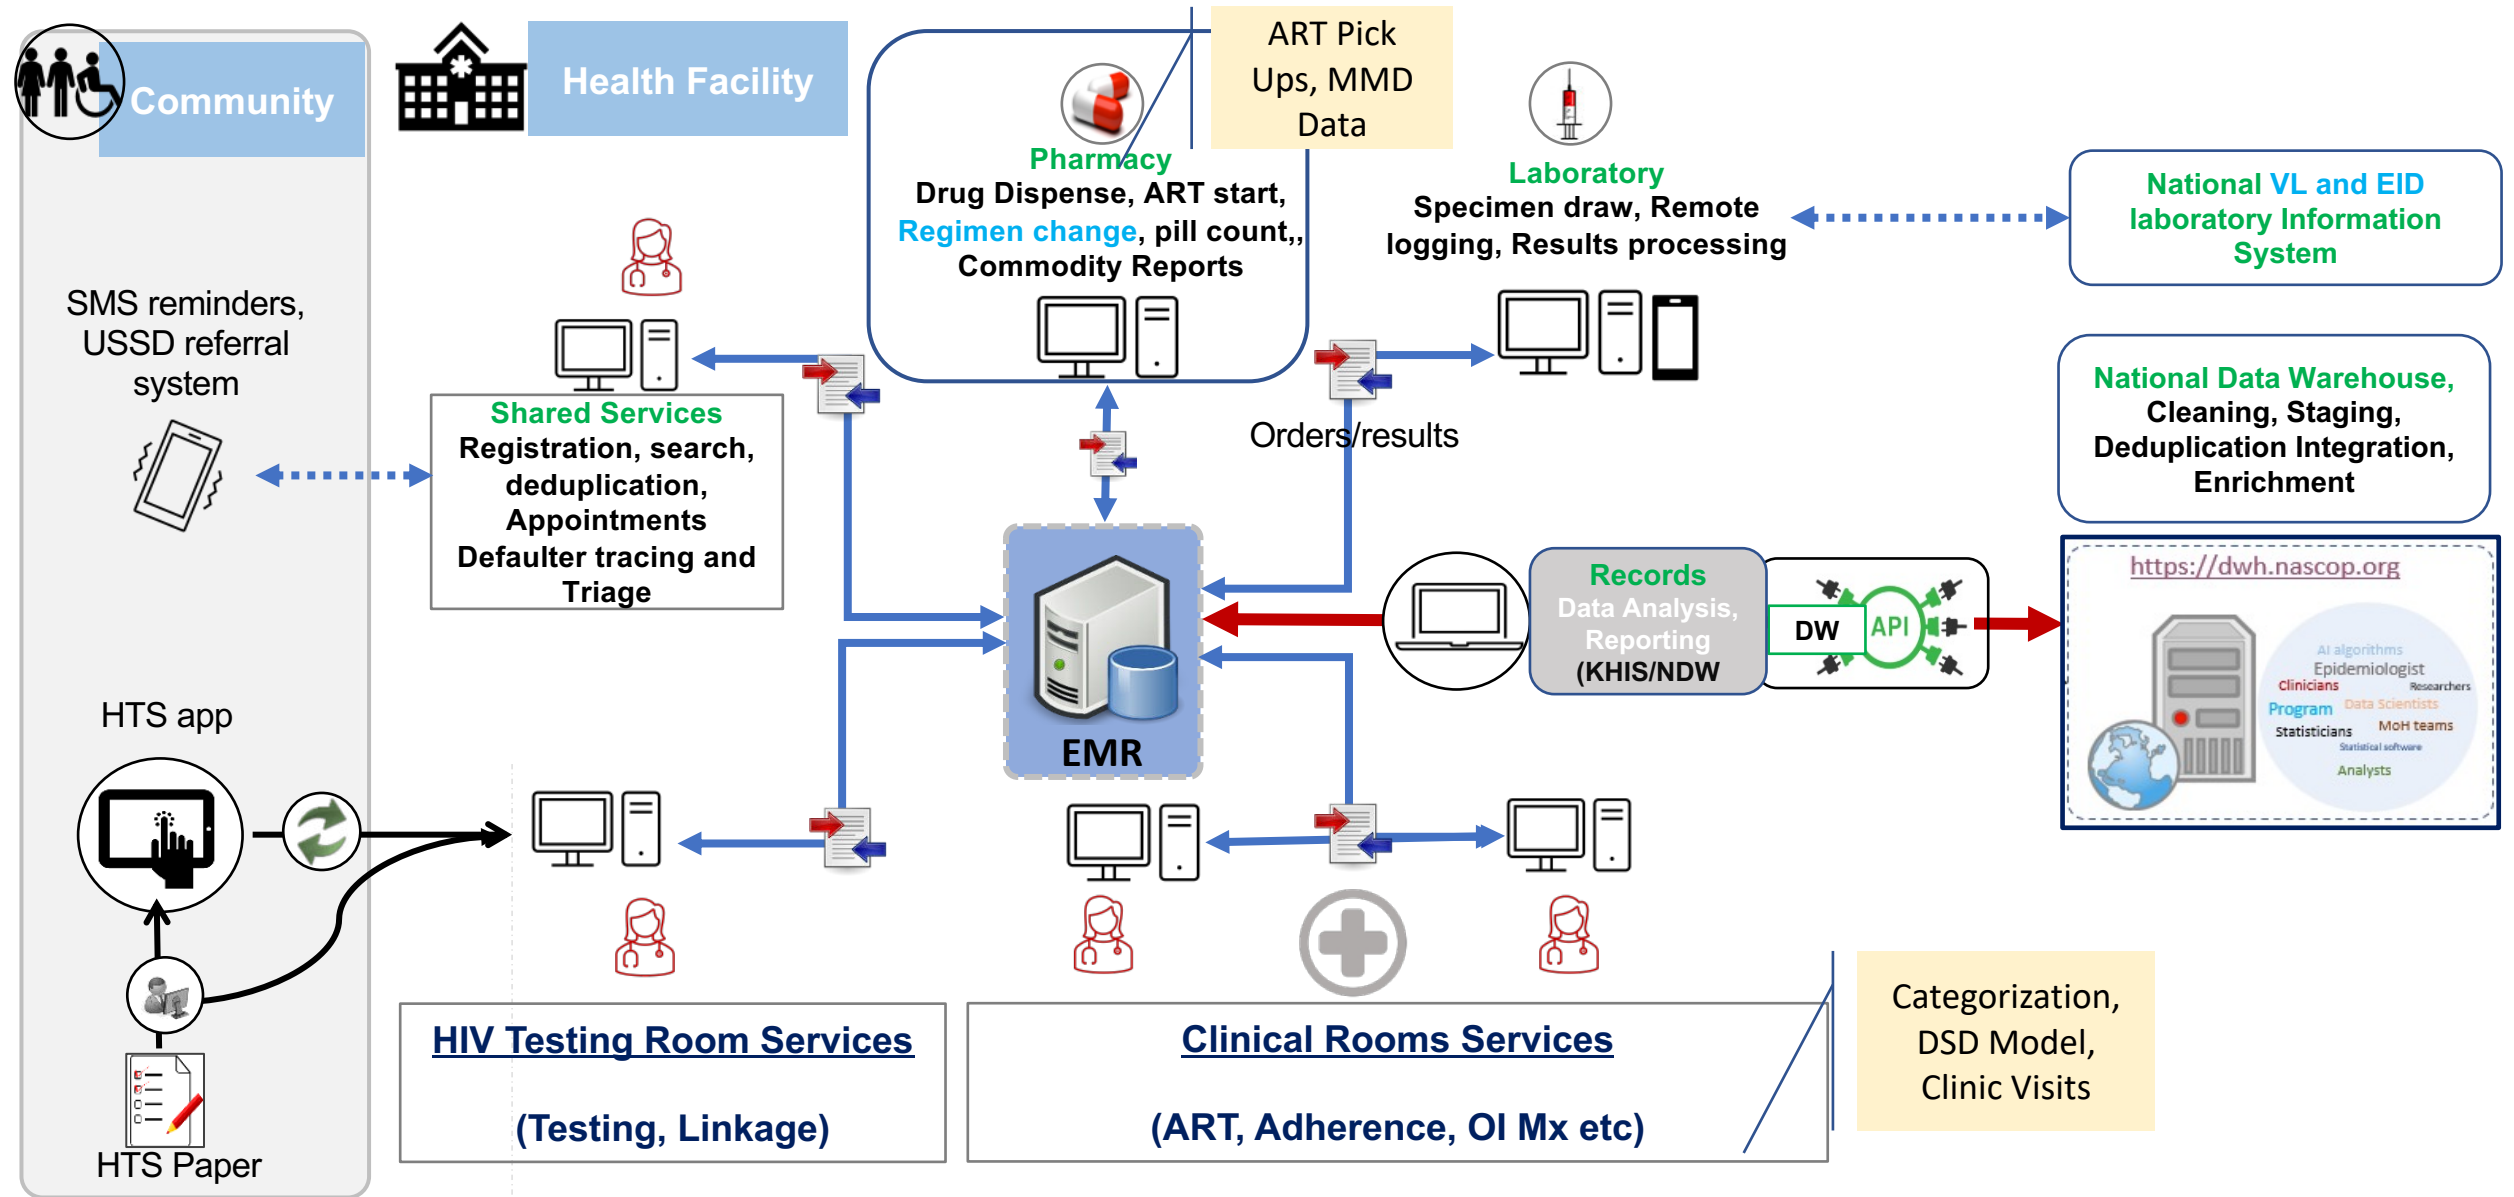 Community
Health Facility
ART Pick
Ups, MMD
Data
Pharmacy
Drug Dispense, ART start,
Regimen change, pill count,,
Commodity Reports
Laboratory
Specimen draw, Remote
logging, Results processing
National VL and EID
laboratory Information
System
SMS reminders,
USSD referral
system
Shared Services
Registration, search,
deduplication,
Appointments
Defaulter tracing and
Triage
Orders/results
National Data Warehouse,
Cleaning, Staging,
Deduplication Integration,
Enrichment
EMR
Records
Data Analysis,
Reporting
(KHIS/NDW
DW
API
https://dwh.nascop.org
AI algorithms
Epidemiologist
Clinicians
Researchers
Program
Data Scientists
Statisticians
MoH teams
Statistical software
Analysts
HTS app
HTS Paper
HIV Testing Room Services
(Testing, Linkage)
Clinical Rooms Services
(ART, Adherence, OI Mx etc)
Categorization,
DSD Model,
Clinic Visits